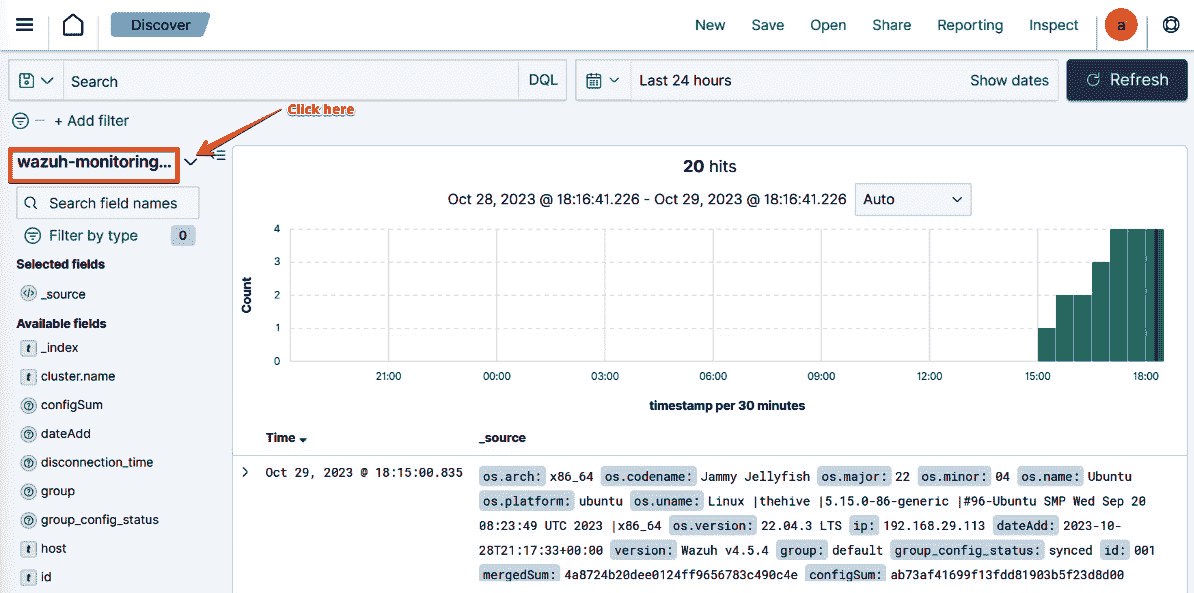 Discover
New Save Open Share Reporting Inspect a
Search DQL
Last 24 hours Show dates Refresh
+ Add filter
Click here
wazuh-monitoring...
Search field names
Filter by type 0
Selected fields
_source
Available fields
t _index
t cluster.name
configSum
dateAdd
disconnection_time
group
group_config_status
t host
t id
20 hits
Oct 28, 2023 @ 18:16:41.226 - Oct 29, 2023 @ 18:16:41.226 Auto
Count
4
3
2
1
0
21:00 00:00 03:00 06:00 09:00 12:00 15:00 18:00
timestamp per 30 minutes
Time _source
Oct 29, 2023 @ 18:15:00.835 os.arch: x86_64 os.codename: Jammy Jellyfish os.major: 22 os.minor: 04 os.name: Ubuntu
os.platform: ubuntu os.uname: Linux |thehive |5.15.0-86-generic |#96-Ubuntu SMP Wed Sep 20
08:23:49 UTC 2023 |x86_64 os.version: 22.04.3 LTS ip: 192.168.29.113 dateAdd: 2023-10-
28T21:17:33+00:00 version: Wazuh v4.5.4 group: default group_config_status: synced id: 001
mergedSum: 4a8724b20dee0124ff9656783c490c4e configSum: ab73af41699f13fdd81903b5f23d8d00